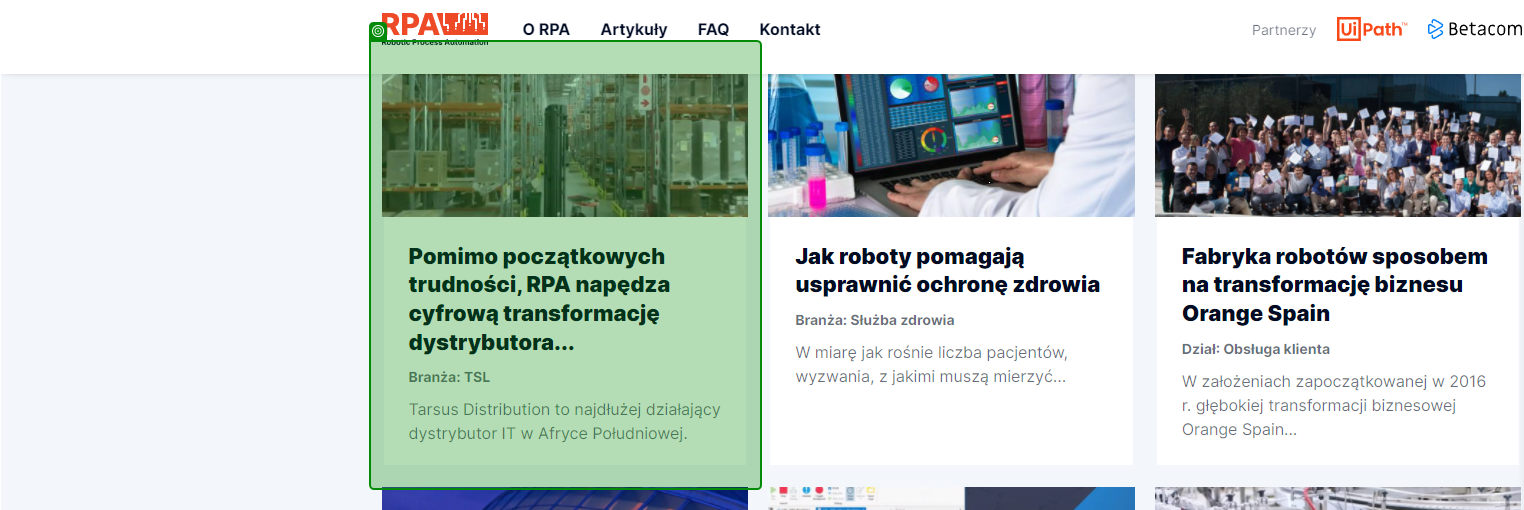 RPA
Robotic Process Automation
O RPA Artykuły FAQ Kontakt
Partnerzy
UiPath™
Betacom
Pomimo początkowych
trudności, RPA napędza
cyfrową transformację
dystrybutora...
Branża: TSL
Tarsus Distribution to najdłużej działający
dystrybutor IT w Afryce Południowej.
Jak roboty pomagają
usprawnić ochronę zdrowia
Branża: Służba zdrowia
W miarę jak rośnie liczba pacjentów,
wyzwania, z jakimi muszą mierzyć...
Fabryka robotów sposobem
na transformację biznesu
Orange Spain
Dział: Obsługa klienta
W założeniach zapoczątkowanej w 2016
r. głębokiej transformacji biznesowej
Orange Spain...